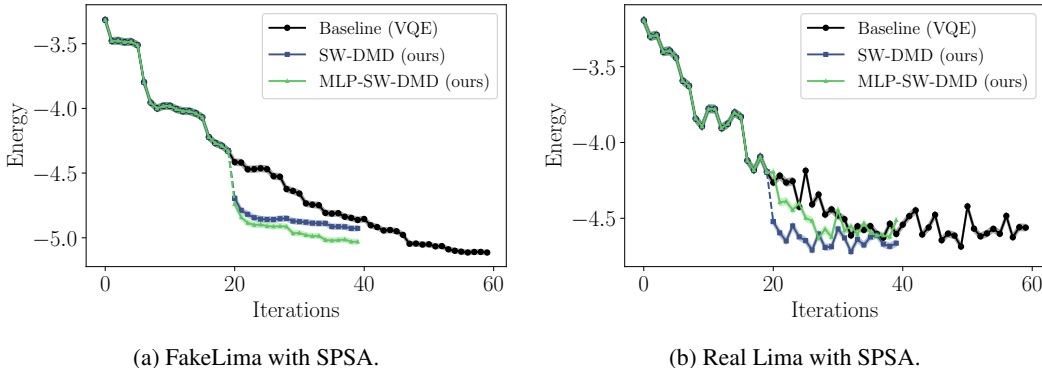 Baseline (VQE)
SW-DMD (ours)
MLP-SW-DMD (ours)
Energy
−3.5
−4.0
−4.5
−5.0
0 20 40 60
Iterations
(a) FakeLima with SPSA.
Baseline (VQE)
SW-DMD (ours)
MLP-SW-DMD (ours)
Energy
−3.5
−4.0
−4.5
0 20 40 60
Iterations
(b) Real Lima with SPSA.